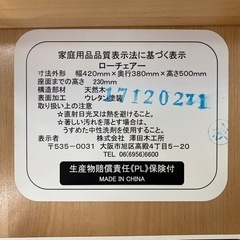 家庭用品品質表示法に基づく表示
ローチェアー
寸法外形 幅420mm×奥行380mm×高さ500mm
座面までの高さ 230mm
構造部材 天然木
表面加工 ウレタン塗装
17120271
取り扱い上の注意
☆直射日光又は熱を避けること。
☆著しい汚れを落とす場合は、
うすめた中性洗剤を使用すること。
表示者 株式会社 澤田木工所
〒535-0031 大阪市旭区高殿4丁目5-20
TEL 06(6956)6600
生産物賠償責任《PL》保険付
MADE IN CHINA